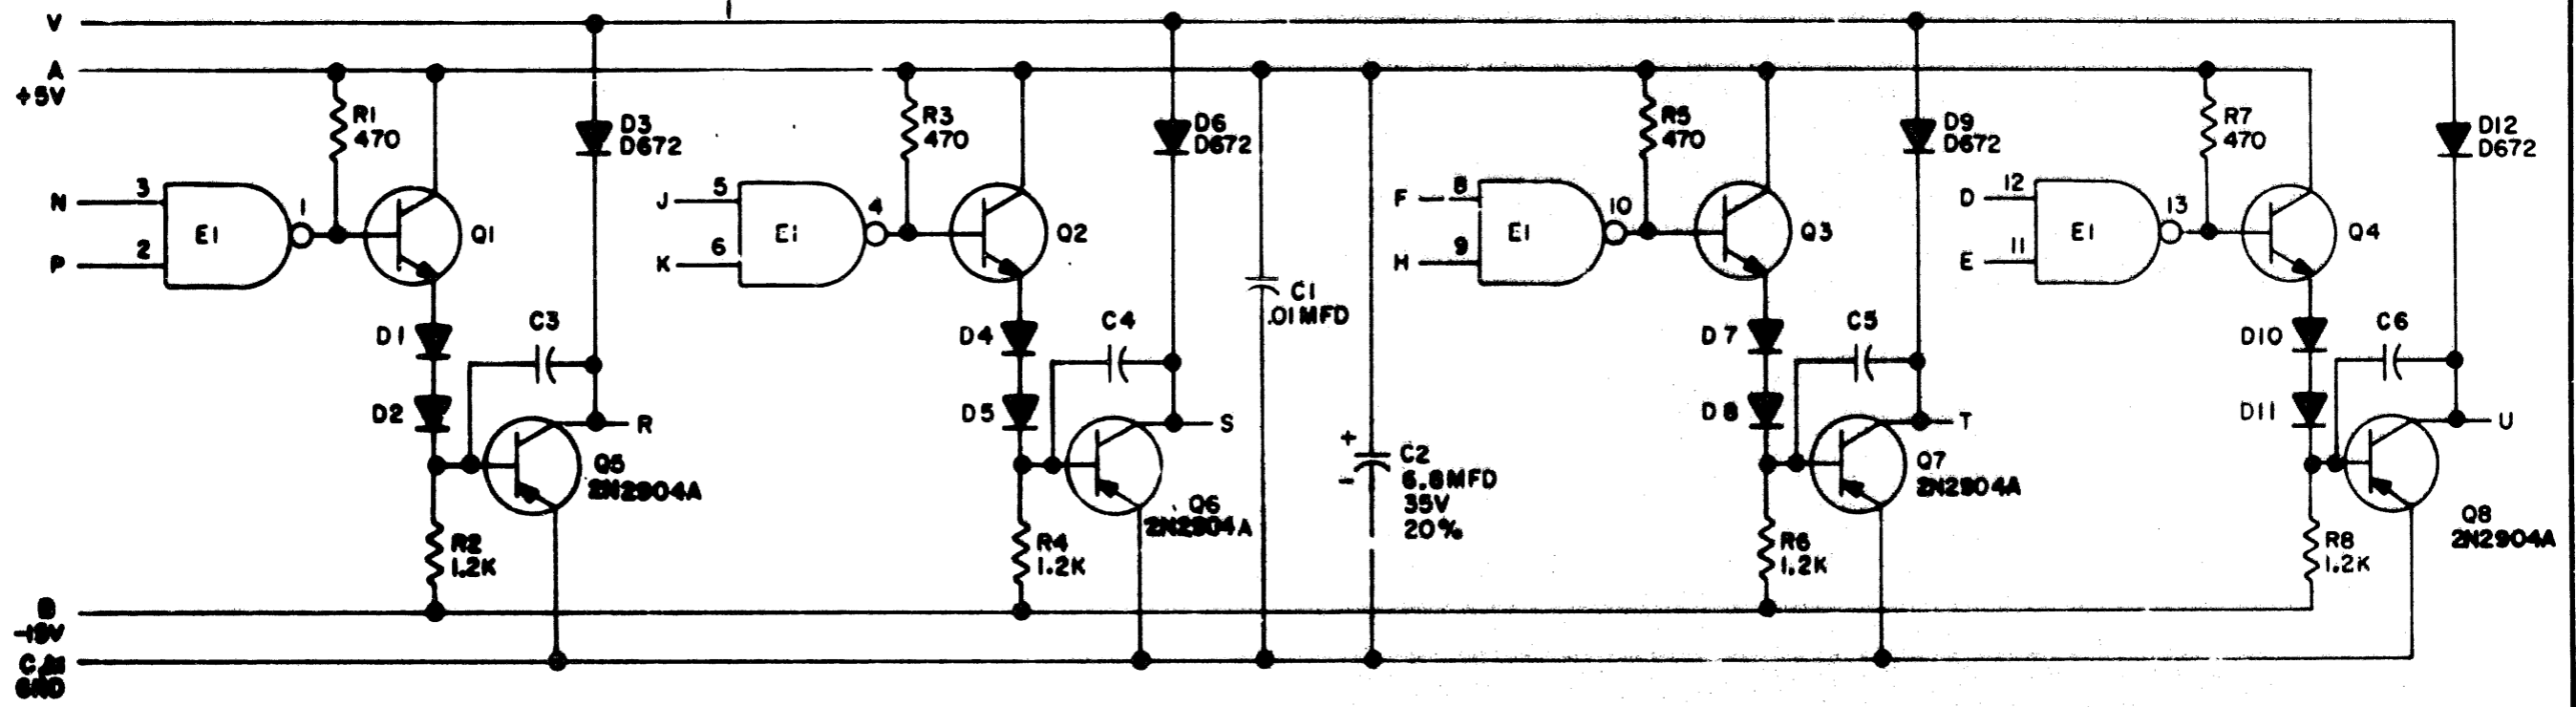 V
A
+5V
R1
470
D3
D672
R3
470
D6
D672
R5
470
D9
D672
R7
470
D12
D672
N
3
P
2
E1
1
Q1
J
5
K
6
E1
4
Q2
F
8
H
9
E1
10
Q3
D
12
E
11
E1
13
Q4
C1
.01MFD
D1
C3
D4
C4
D7
C5
D10
C6
D2
R
D5
S
D8
T
D11
U
Q5
2N2904A
Q6
2N2904A
+
-
C2
6.8MFD
35V
20%
Q7
2N2904A
Q8
2N2904A
R2
1.2K
R4
1.2K
R6
1.2K
R8
1.2K
B
-15V
GND